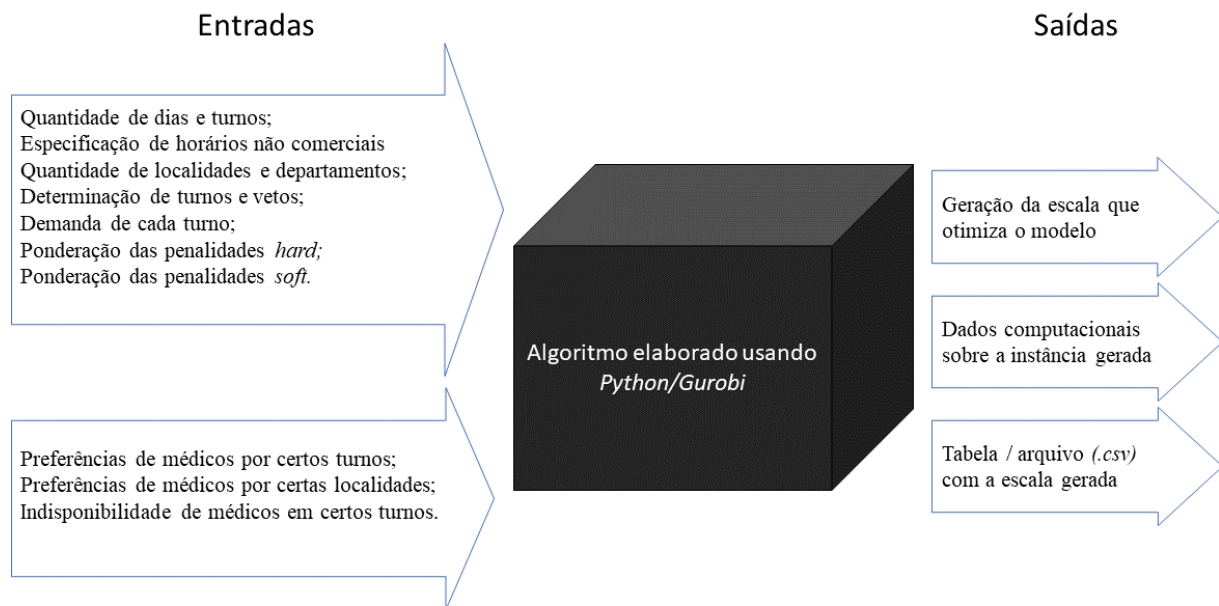 Entradas
Quantidade de dias e turnos;
Especificação de horários não comerciais
Quantidade de localidades e departamentos;
Determinação de turnos e vetos;
Demanda de cada turno;
Ponderação das penalidades hard;
Ponderação das penalidades soft.
Preferências de médicos por certos turnos;
Preferências de médicos por certas localidades;
Indisponibilidade de médicos em certos turnos.
Algoritmo elaborado usando
Python/Gurobi
Saídas
Geração da escala que
otimiza o modelo
Dados computacionais
sobre a instância gerada
Tabela / arquivo (.csv)
com a escala gerada